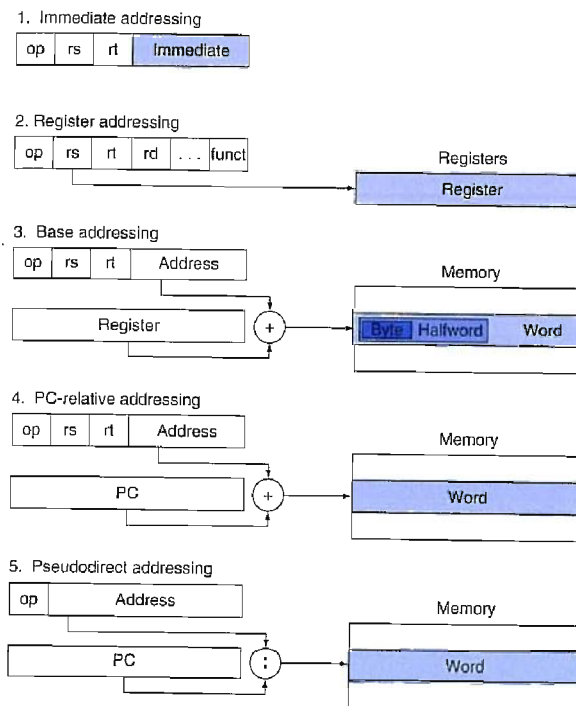 1. Immediate addressing
op rs rt Immediate
2. Register addressing
op rs rt rd ... funct
Registers
Register
3. Base addressing
op rs rt Address
Memory
Register + Byte Halfword Word
4. PC-relative addressing
op rs rt Address
Memory
PC + Word
5. Pseudodirect addressing
op Address
Memory
PC : Word